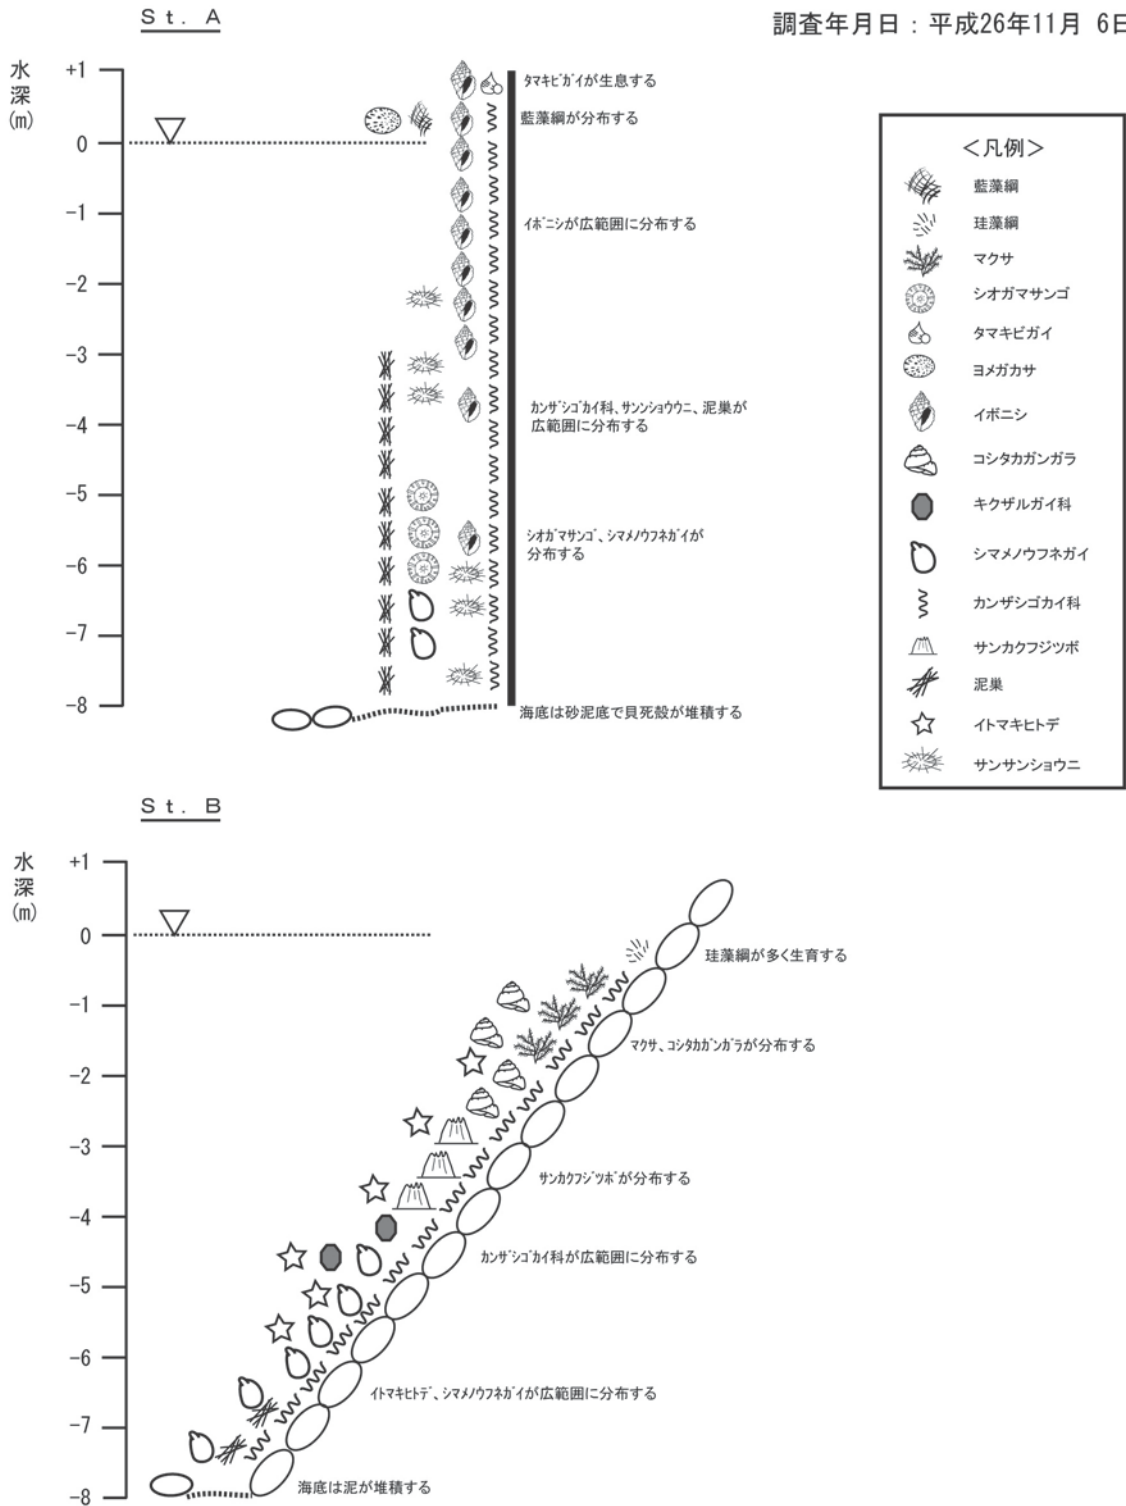 St. A
調査年月日：平成26年11月 6日
水深(m)
+1
0
-1
-2
-3
-4
-5
-6
-7
-8
ﾀﾏｷﾋﾞｶﾞｲが生息する
藍藻綱が分布する
ｲﾎﾞﾆｼが広範囲に分布する
ｶﾝｻﾞｼｺﾞｶｲ科、ｻﾝﾝｼｮｳｳﾆ、泥巣が
広範囲に分布する
ｼｵｶﾞﾏｻﾝｺﾞ、ｼﾏﾒﾉｳﾌﾈｶﾞｲが
分布する
海底は砂泥底で貝死殻が堆積する
＜凡例＞
藍藻綱
珪藻綱
マクサ
シオガマサンゴ
タマキビガイ
ヨメガカサ
イボニシ
コシタカガンガラ
キクザルガイ科
シマメノウフネガイ
カンザシゴカイ科
サンカクフジツボ
泥巣
イトマキヒトデ
サンサンショウニ
St. B
水深(m)
+1
0
-1
-2
-3
-4
-5
-6
-7
-8
珪藻綱が多く生育する
ﾏｸｻ、ｺｼﾀｶｶﾞﾝｶﾞﾗが分布する
ｻﾝｶｸﾌｼﾞﾂﾎﾞが分布する
ｶﾝｻﾞｼｺﾞｶｲ科が広範囲に分布する
ｲﾄﾏｷﾋﾄﾃﾞ、ｼﾏﾒﾉｳﾌﾈｶﾞｲが広範囲に分布する
海底は泥が堆積する